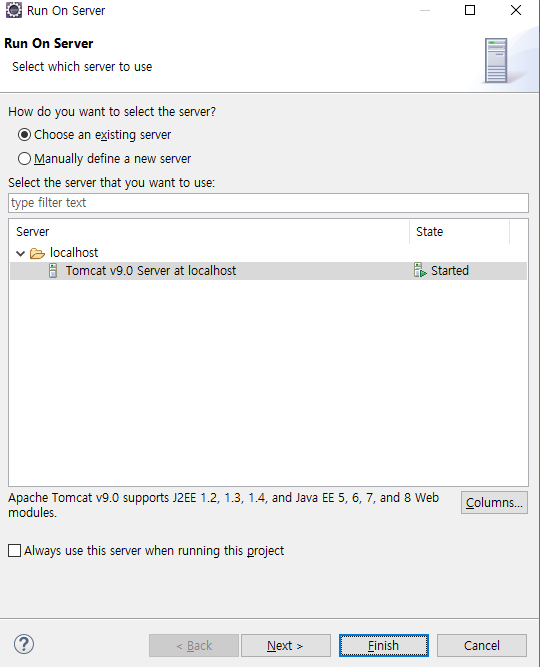 Run On Server
Run On Server
Select which server to use
How do you want to select the server?
Choose an existing server
Manually define a new server
Select the server that you want to use:
type filter text
Server State
localhost
Tomcat v9.0 Server at localhost Started
Apache Tomcat v9.0 supports J2EE 1.2, 1.3, 1.4, and Java EE 5, 6, 7, and 8 Web
modules.
Columns...
Always use this server when running this project
? < Back Next > Finish Cancel